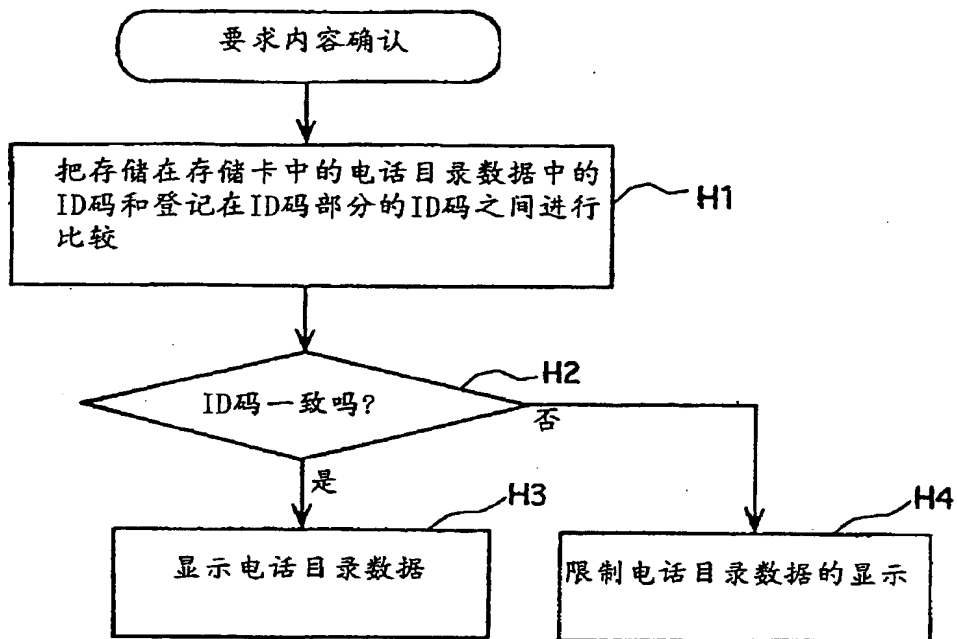 要求内容确认
把存储在存储卡中的电话目录数据中的
ID码和登记在ID码部分的ID码之间进行
比较
H1
H2
ID码一致吗?
否
是
H3
H4
显示电话目录数据
限制电话目录数据的显示